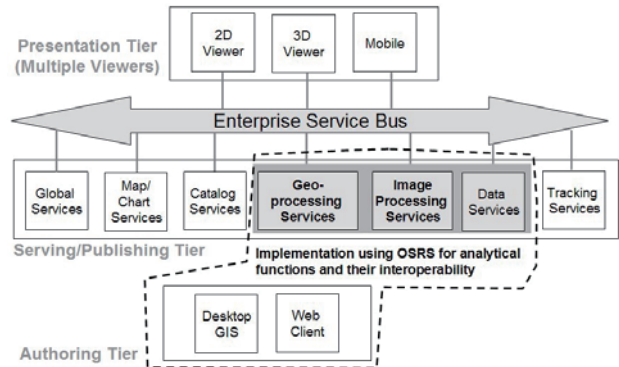 Presentation Tier
(Multiple Viewers)
2D
Viewer
3D
Viewer
Mobile
Enterprise Service Bus
Global
Services
Map/
Chart
Services
Catalog
Services
Geo-
processing
Services
Image
Processing
Services
Data
Services
Tracking
Services
Serving/Publishing Tier
Implementation using OSRS for analytical
functions and their interoperability
Desktop
GIS
Web
Client
Authoring Tier